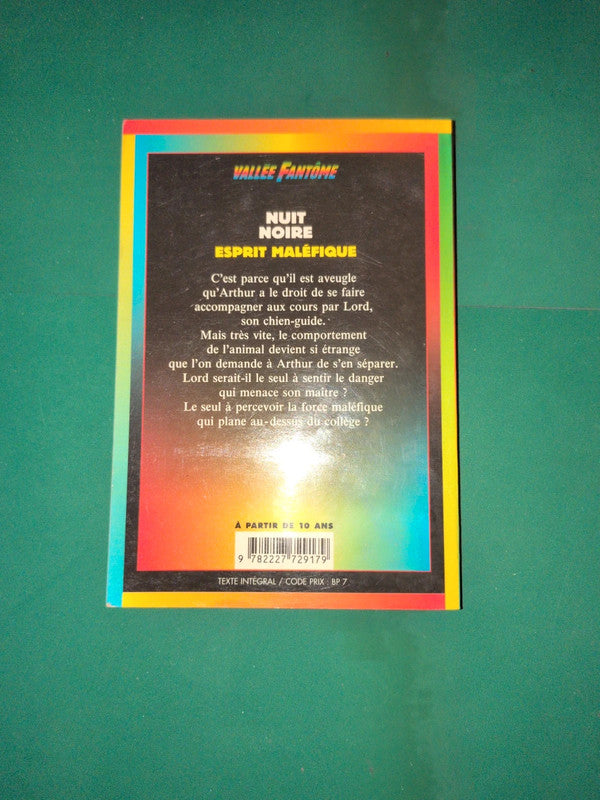 VALLÉE FANTÔME
NUIT
NOIRE
ESPRIT MALÉFIQUE
C'est parce qu'il est aveugle
qu'Arthur a le droit de se faire
accompagner aux cours par Lord,
son chien-guide.
Mais très vite, le comportement
de l'animal devient si étrange
que l'on demande à Arthur de s'en séparer.
Lord serait-il le seul à sentir le danger
qui menace son maître ?
Le seul à percevoir la force maléfique
qui plane au-dessus du collège ?
À PARTIR DE 10 ANS
9 782227 729179
TEXTE INTÉGRAL / CODE PRIX : BP 7